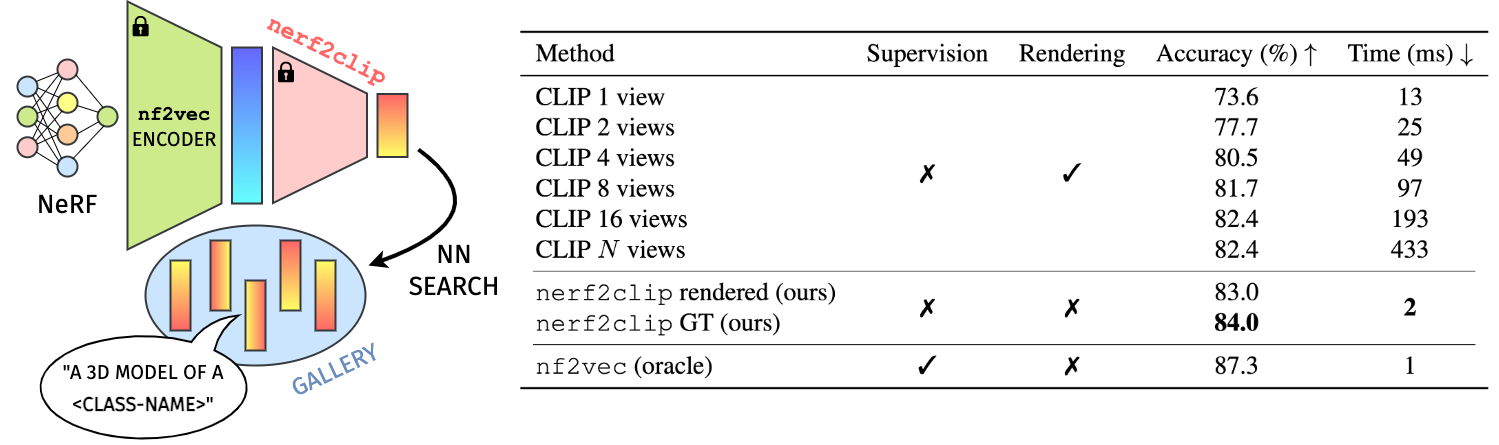 nerf2clip
nf2vec
ENCODER
NeRF
NN
SEARCH
"A 3D MODEL OF A
<CLASS-NAME>"
GALLERY
Method Supervision Rendering Accuracy (%) ↑ Time (ms) ↓
CLIP 1 view 73.6 13
CLIP 2 views 77.7 25
CLIP 4 views 80.5 49
✗ ✓
CLIP 8 views 81.7 97
CLIP 16 views 82.4 193
CLIP N views 82.4 433
nerf2clip rendered (ours) 83.0
✗ ✗ 2
nerf2clip GT (ours) 84.0
nf2vec (oracle) ✓ ✗ 87.3 1